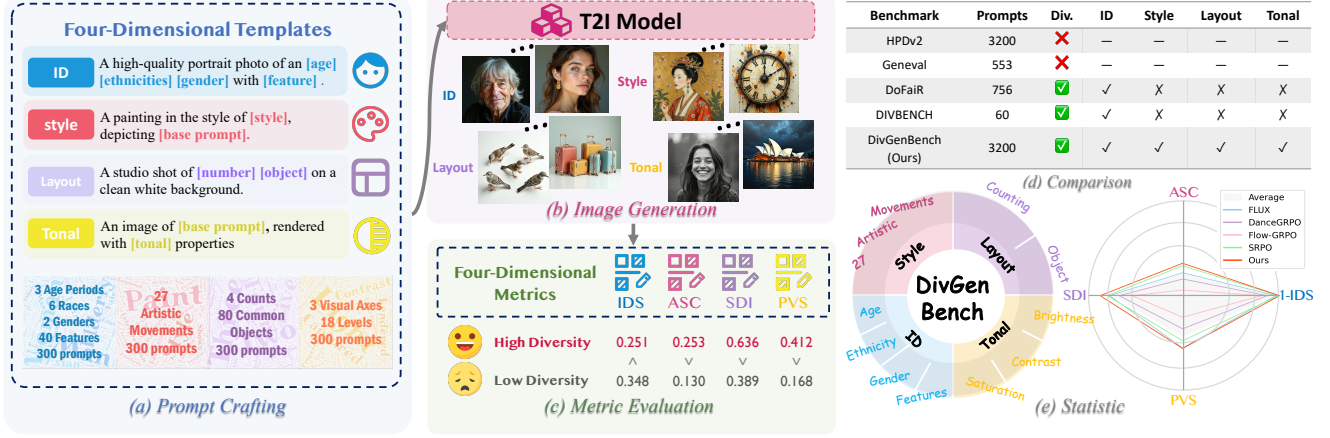 Four-Dimensional Templates
ID
A high-quality portrait photo of an [age]
[ethnicities] [gender] with [feature] .
style
A painting in the style of [style],
depicting [base prompt].
Layout
A studio shot of [number] [object] on a
clean white background.
Tonal
An image of [base prompt], rendered
with [tonal] properties
3 Age Periods
6 Races
2 Genders
40 Features
300 prompts
27
Artistic
Movements
300 prompts
4 Counts
80 Common
Objects
300 prompts
3 Visual Axes
18 Levels
300 prompts
(a) Prompt Crafting
T2I Model
ID
Style
Layout
Tonal
(b) Image Generation
Four-Dimensional
Metrics
IDS ASC SDI PVS
High Diversity 0.251 0.253 0.636 0.412
^ v v v
Low Diversity 0.348 0.130 0.389 0.168
(c) Metric Evaluation
Benchmark Prompts Div. ID Style Layout Tonal
HPDv2 3200 ❌ — — — —
Geneval 553 ❌ — — — —
DoFaiR 756 ✅ ✓ ✗ ✗ ✗
DIVBENCH 60 ✅ ✓ ✗ ✗ ✗
DivGenBench
(Ours) 3200 ✅ ✓ ✓ ✓ ✓
(d) Comparison
DivGen
Bench
Style
Layout
ID
Tonal
27
Artistic
Movements
Counting
Object
Brightness
Contrast
Saturation
Features
Gender
Ethnicity
Age
ASC
SDI
1-IDS
PVS
Average
FLUX
DanceGRPO
Flow-GRPO
SRPO
Ours
(e) Statistic